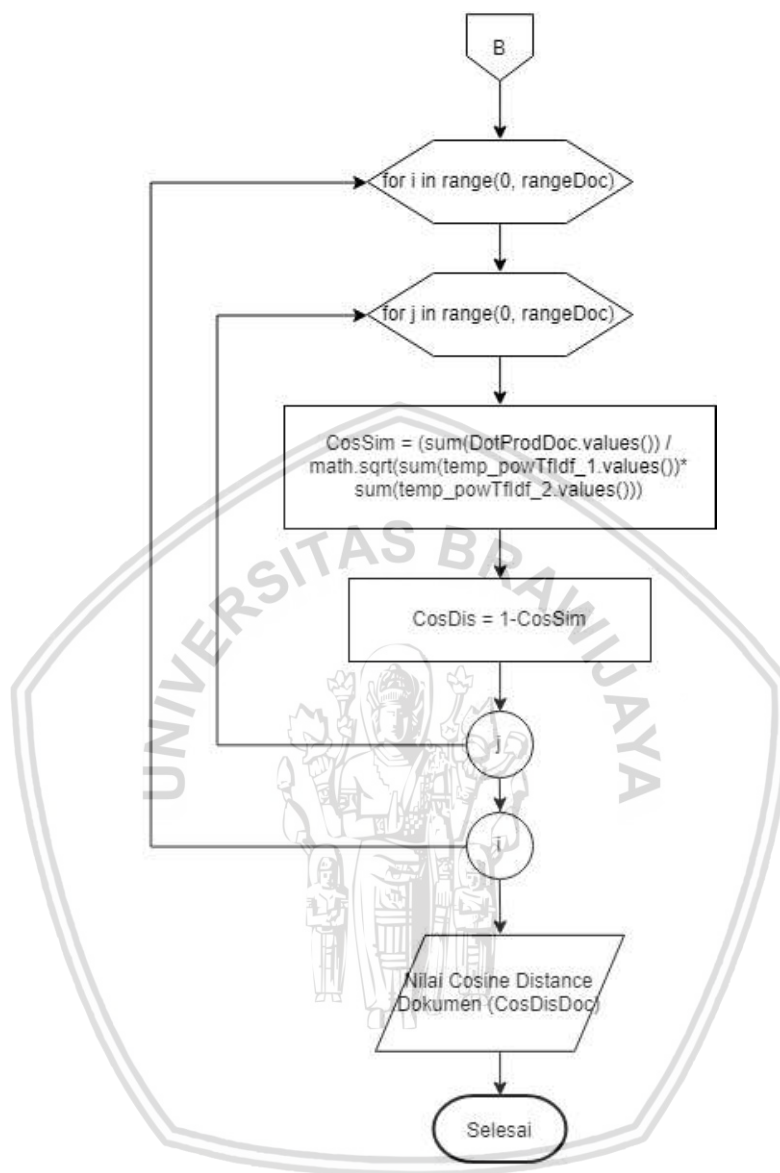 B
for i in range(0, rangeDoc)
for j in range(0, rangeDoc)
CosSim = (sum(DotProdDoc.values()) /
math.sqrt(sum(temp_powTfIdf_1.values())*
sum(temp_powTfIdf_2.values()))
CosDis = 1-CosSim
j
i
Nilai Cosine Distance
Dokumen (CosDisDoc)
Selesai
UNIVERSITAS BRAWIJAYA